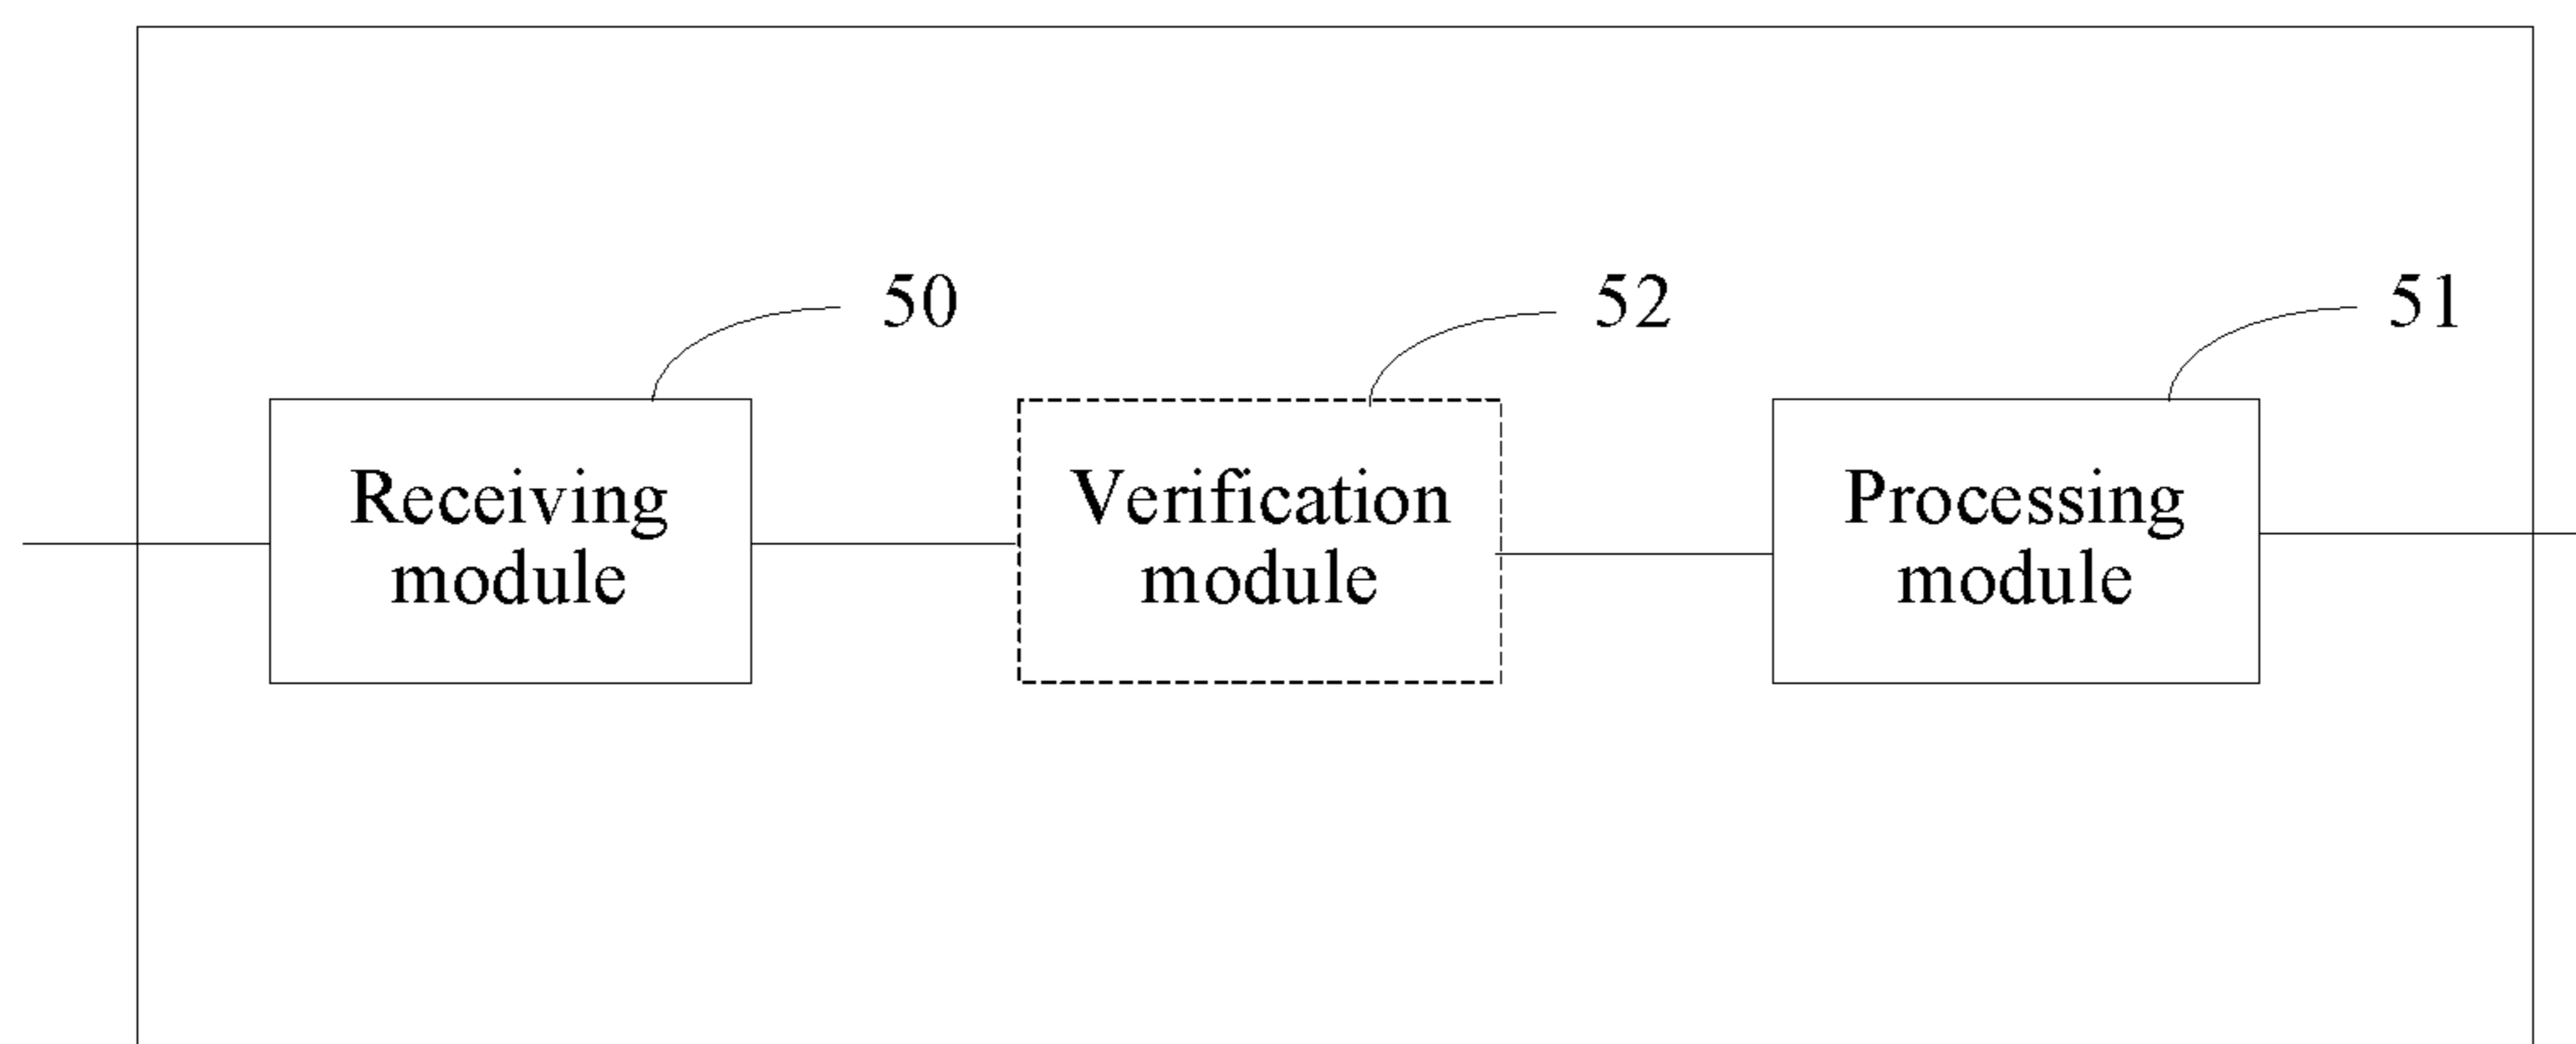 50
52
51
Receiving
module
Verification
module
Processing
module